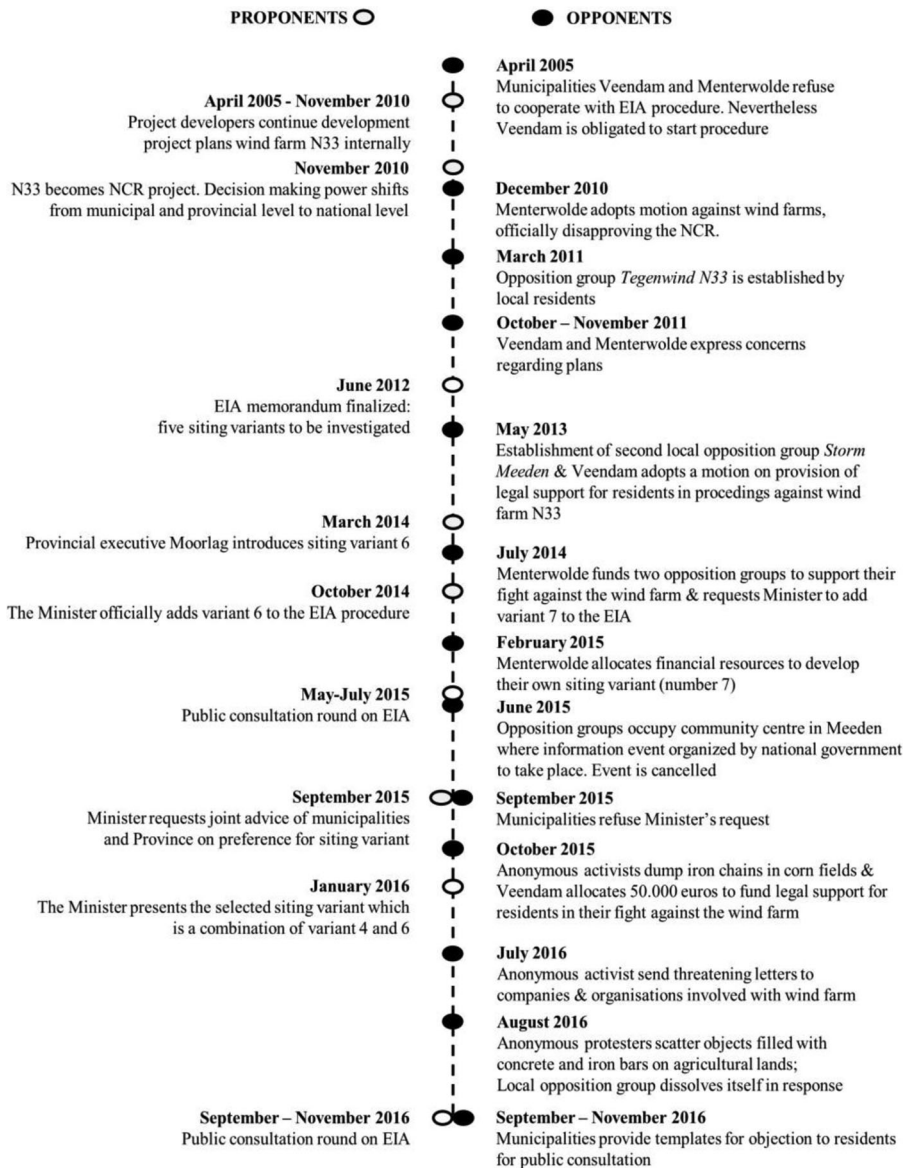 PROPONENTS
OPPONENTS
April 2005
Municipalities Veendam and Menterwolde refuse
to cooperate with EIA procedure. Nevertheless
Veendam is obligated to start procedure
April 2005 - November 2010
Project developers continue development
project plans wind farm N33 internally
November 2010
N33 becomes NCR project. Decision making power shifts
from municipal and provincial level to national level
December 2010
Menterwolde adopts motion against wind farms,
officially disapproving the NCR.
March 2011
Opposition group Tegenwind N33 is established by
local residents
October – November 2011
Veendam and Menterwolde express concerns
regarding plans
June 2012
EIA memorandum finalized:
five siting variants to be investigated
May 2013
Establishment of second local opposition group Storm
Meeden & Veendam adopts a motion on provision of
legal support for residents in procedings against wind
farm N33
March 2014
Provincial executive Moorlag introduces siting variant 6
July 2014
Menterwolde funds two opposition groups to support their
fight against the wind farm & requests Minister to add
variant 7 to the EIA
October 2014
The Minister officially adds variant 6 to the EIA procedure
February 2015
Menterwolde allocates financial resources to develop
their own siting variant (number 7)
May-July 2015
Public consultation round on EIA
June 2015
Opposition groups occupy community centre in Meeden
where information event organized by national government
to take place. Event is cancelled
September 2015
Minister requests joint advice of municipalities
and Province on preference for siting variant
September 2015
Municipalities refuse Minister's request
October 2015
Anonymous activists dump iron chains in corn fields &
Veendam allocates 50.000 euros to fund legal support for
residents in their fight against the wind farm
January 2016
The Minister presents the selected siting variant which
is a combination of variant 4 and 6
July 2016
Anonymous activist send threatening letters to
companies & organisations involved with wind farm
August 2016
Anonymous protesters scatter objects filled with
concrete and iron bars on agricultural lands;
Local opposition group dissolves itself in response
September – November 2016
Public consultation round on EIA
September – November 2016
Municipalities provide templates for objection to residents
for public consultation